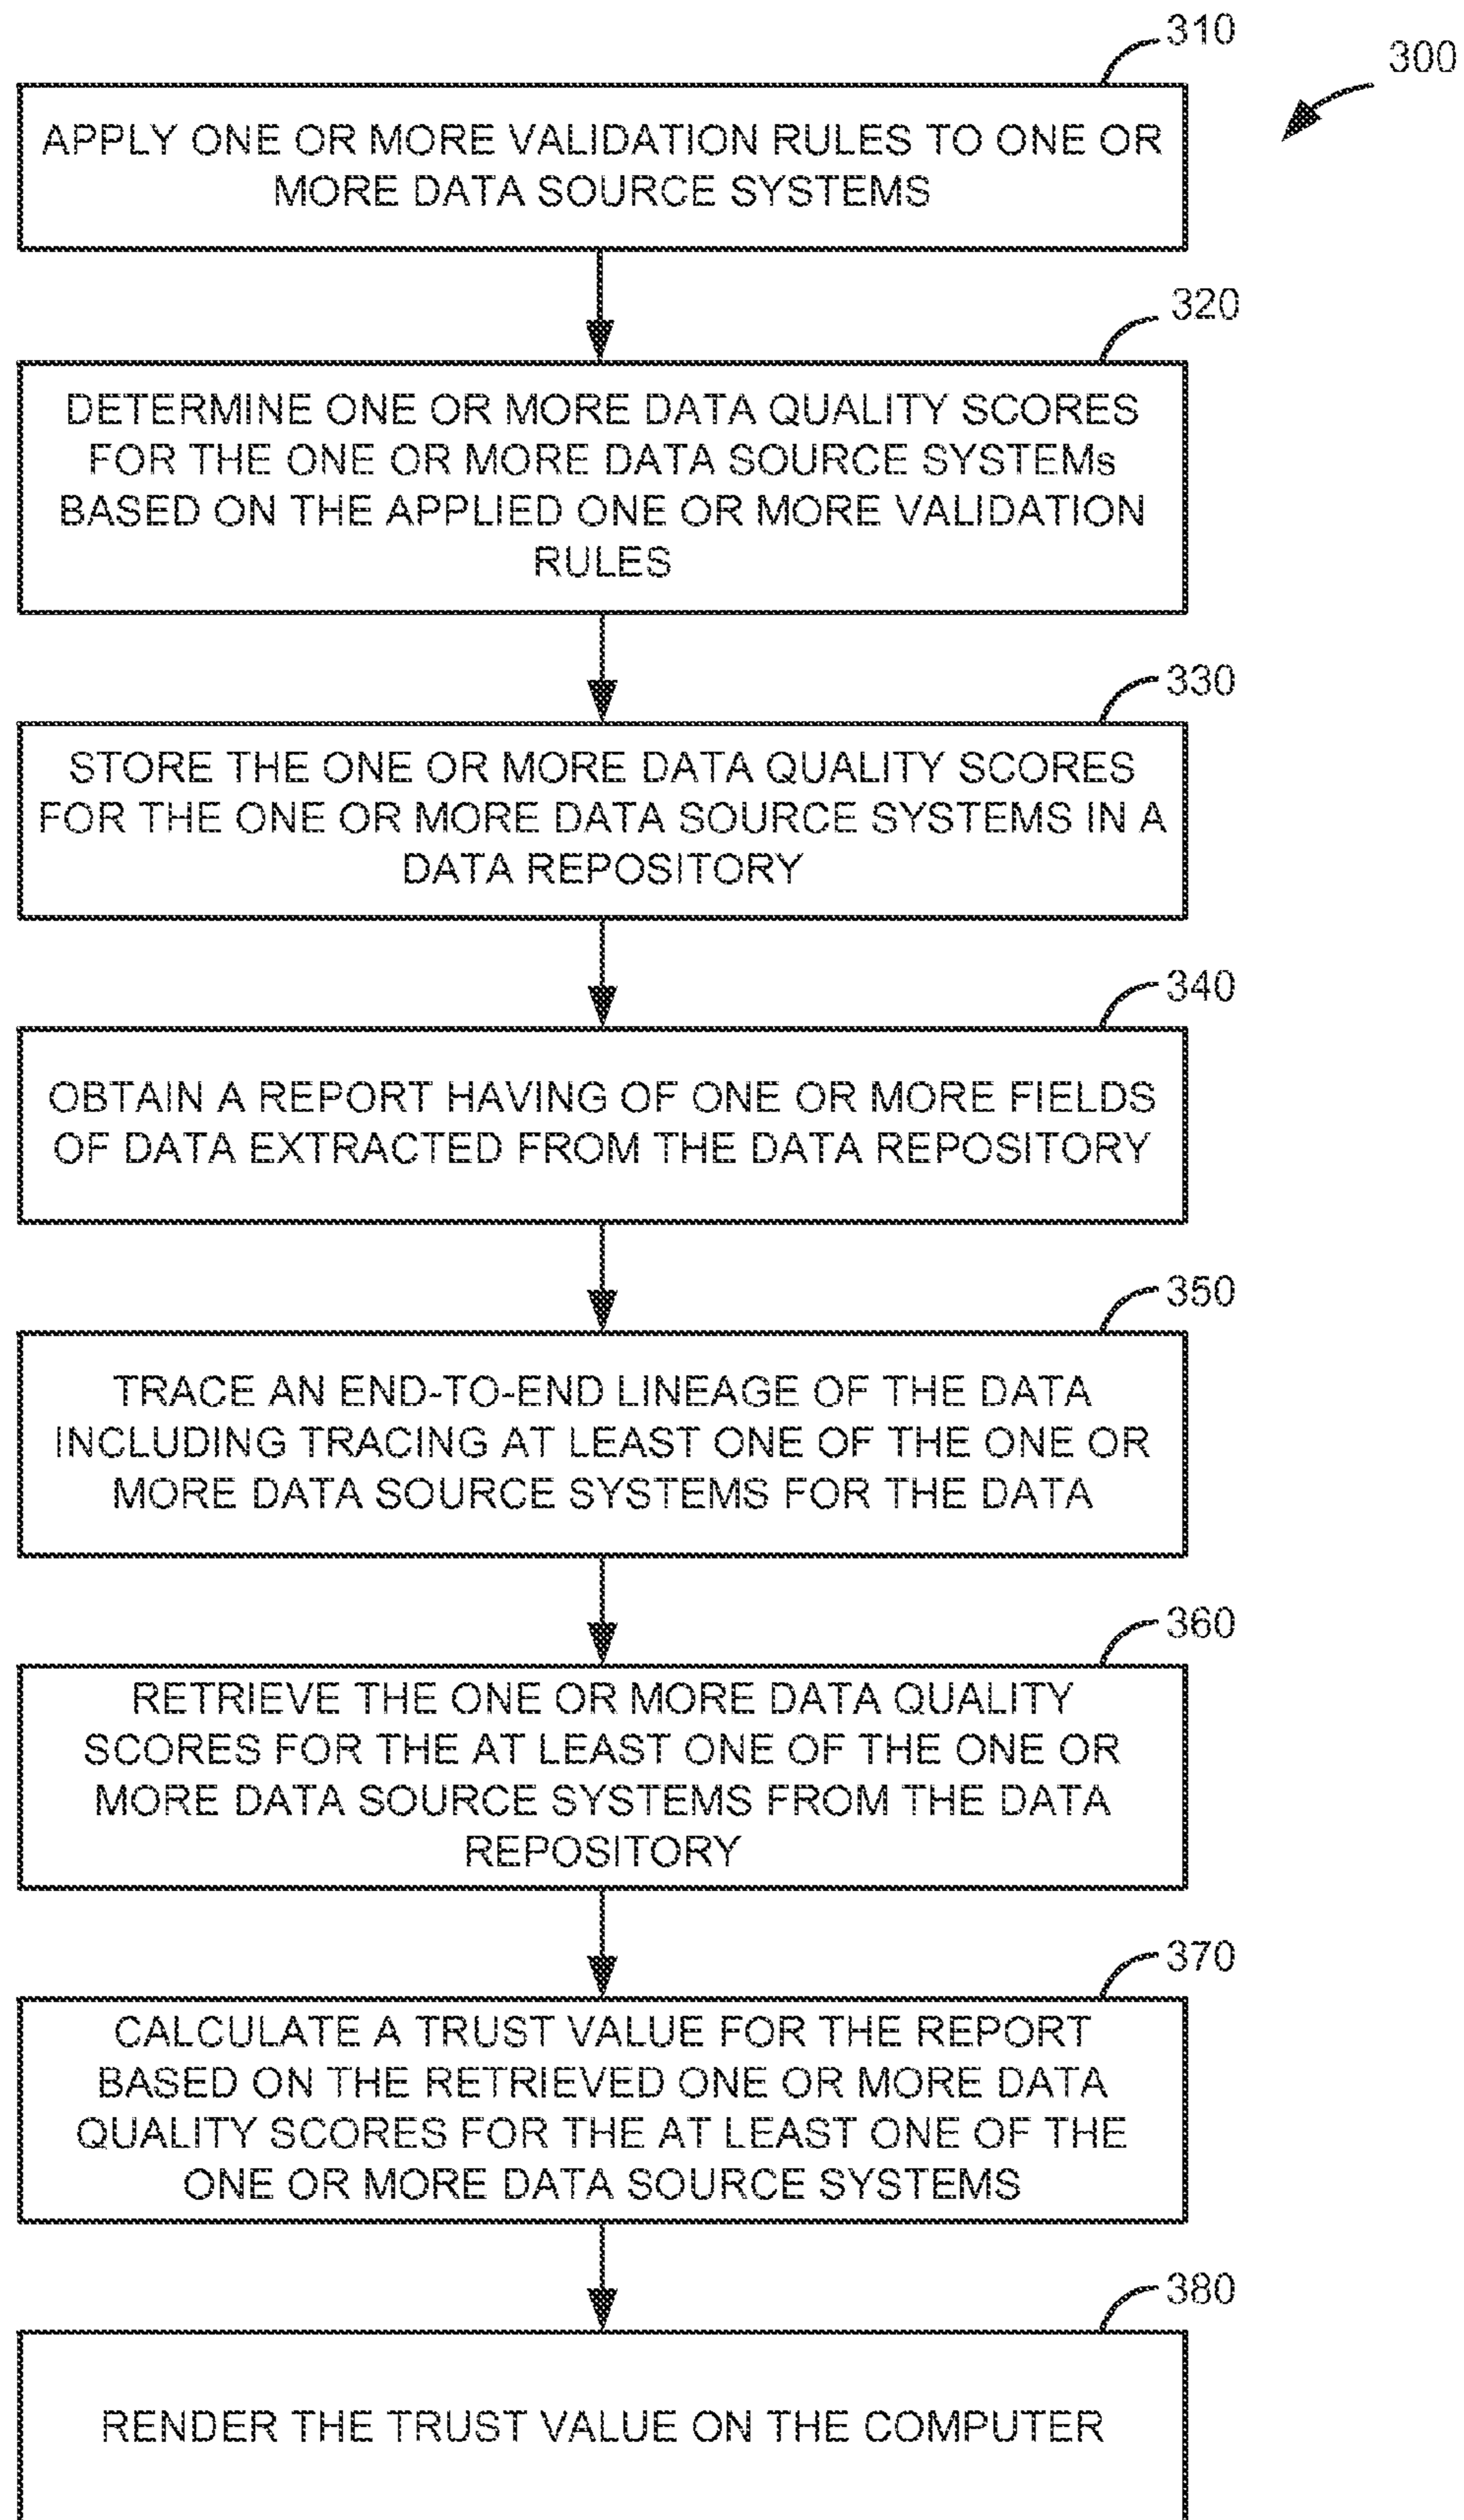 310
300
APPLY ONE OR MORE VALIDATION RULES TO ONE OR
MORE DATA SOURCE SYSTEMS
320
DETERMINE ONE OR MORE DATA QUALITY SCORES
FOR THE ONE OR MORE DATA SOURCE SYSTEMs
BASED ON THE APPLIED ONE OR MORE VALIDATION
RULES
330
STORE THE ONE OR MORE DATA QUALITY SCORES
FOR THE ONE OR MORE DATA SOURCE SYSTEMS IN A
DATA REPOSITORY
340
OBTAIN A REPORT HAVING OF ONE OR MORE FIELDS
OF DATA EXTRACTED FROM THE DATA REPOSITORY
350
TRACE AN END-TO-END LINEAGE OF THE DATA
INCLUDING TRACING AT LEAST ONE OF THE ONE OR
MORE DATA SOURCE SYSTEMS FOR THE DATA
360
RETRIEVE THE ONE OR MORE DATA QUALITY
SCORES FOR THE AT LEAST ONE OF THE ONE OR
MORE DATA SOURCE SYSTEMS FROM THE DATA
REPOSITORY
370
CALCULATE A TRUST VALUE FOR THE REPORT
BASED ON THE RETRIEVED ONE OR MORE DATA
QUALITY SCORES FOR THE AT LEAST ONE OF THE
ONE OR MORE DATA SOURCE SYSTEMS
380
RENDER THE TRUST VALUE ON THE COMPUTER